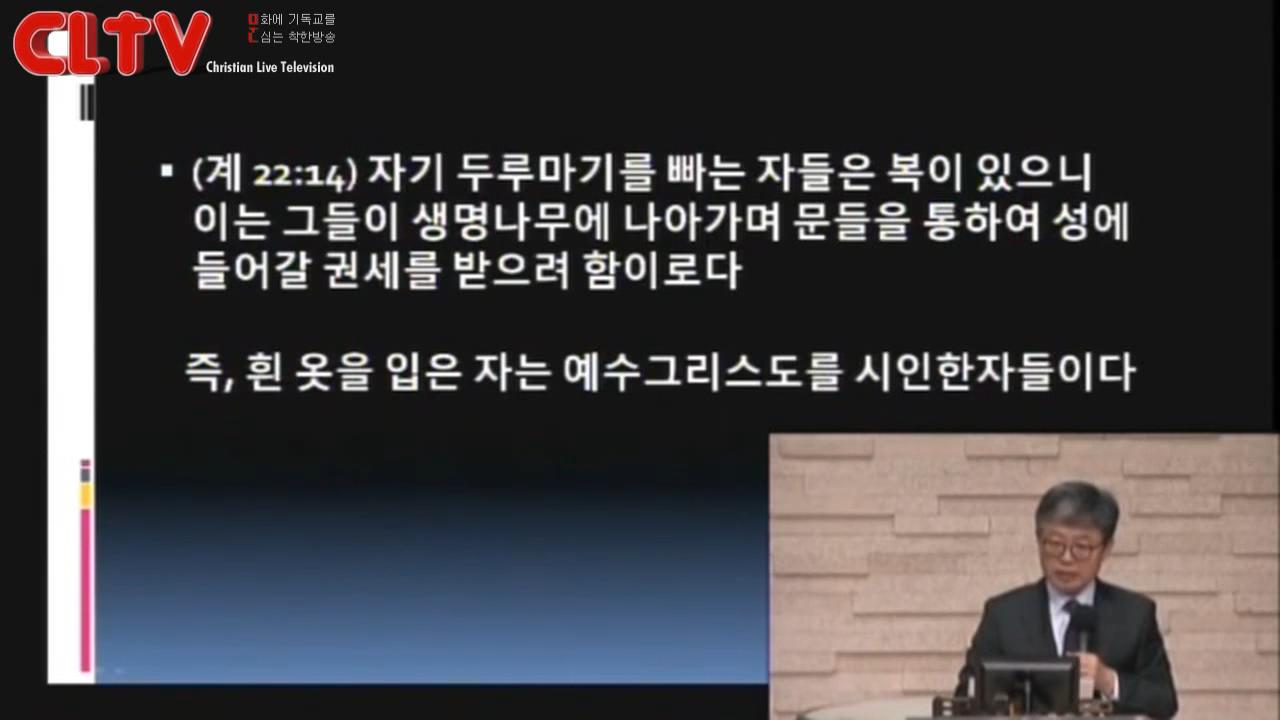 CLTV
문화에 기독교를
심는 착한방송
Christian Live Television
(계 22:14) 자기 두루마기를 빠는 자들은 복이 있으니
이는 그들이 생명나무에 나아가며 문들을 통하여 성에
들어갈 권세를 받으려 함이로다
즉, 흰 옷을 입은 자는 예수그리스도를 시인한자들이다